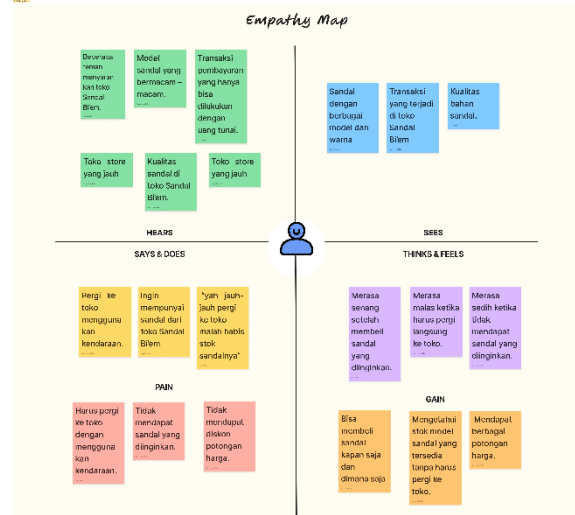 Empathy Map
Beberapa
teman
menyaran
kan toko
Sandal
Bi'em.
Model
sandal yang
bermacam –
macam.
Transaksi
pembayaran
yang hanya
bisa
dilakukan
dengan
uang tunai.
Toko store
yang jauh
Kualitas
sandal di
toko Sandal
Bi'em.
Toko store
yang jauh
HEARS
Sandal
dengan
berbagai
model dan
warna
Transaksi
yang terjadi
di toko
Sandal
Bi'em
Kualitas
bahan
sandal.
SEES
SAYS & DOES
Pergi ke
toko
mengguna
kan
kendaraan.
Ingin
mempunyai
sandal dari
toko Sandal
Bi'em
"yah jauh-
jauh pergi
ke toko
malah habis
stok
sandalnya"
THINKS & FEELS
Merasa
senang
setelah
membeli
sandal
yang
diinginkan.
Merasa
malas ketika
harus pergi
langsung
ke toko.
Merasa
sedih ketika
tidak
mendapat
sendal yang
diinginkan.
PAIN
Harus pergi
ke toko
dengan
mengguna
kan
kendaraan.
Tidak
mendapat
sandal yang
diinginkan.
Tidak
mendapat
diskon
potongan
harga.
GAIN
Bisa
membeli
sandal
kapan saja
dan
dimana saja
Mengetahui
stok model
sandal yang
tersedia
tanpa harus
pergi ke
toko.
Mendapat
berbagai
potongan
harga.